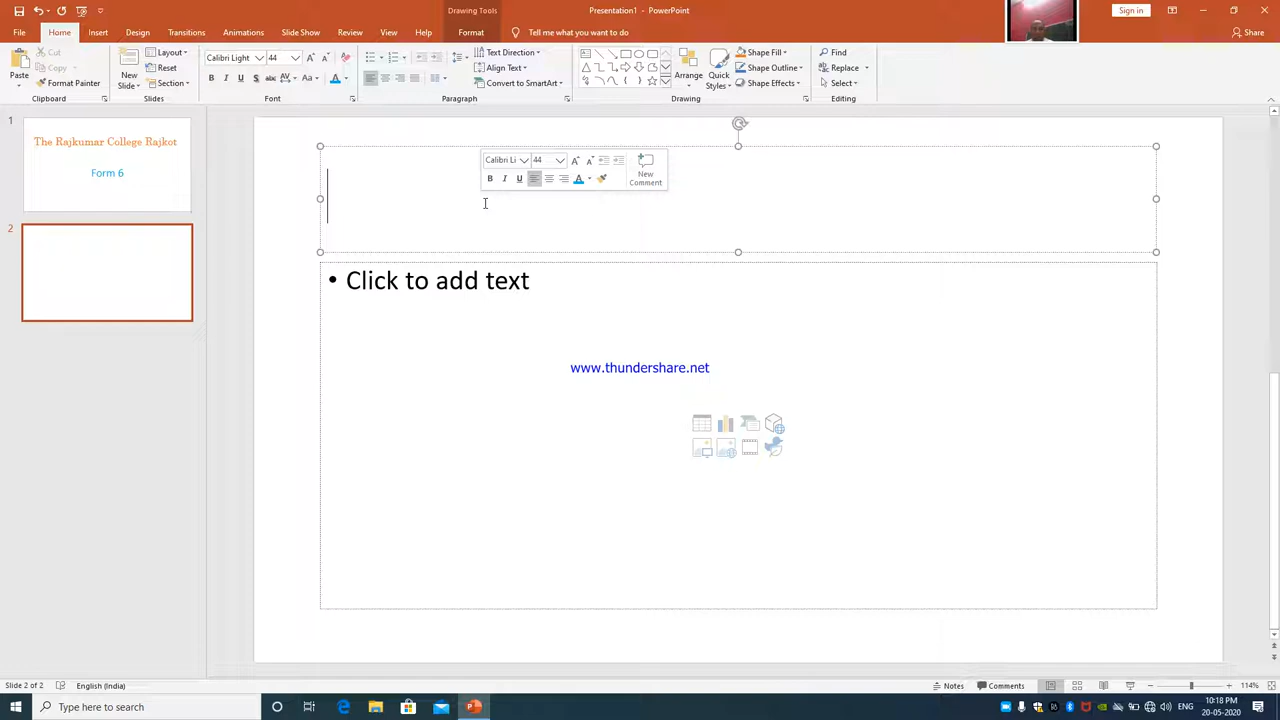 Drawing Tools
Presentation1 - PowerPoint
Sign in
File Home Insert Design Transitions Animations Slide Show Review View Help Format Tell me what you want to do Share
Paste
Cut
Copy
Format Painter
Clipboard
New Slide
Layout
Reset
Section
Slides
Calibri Light 44
Font
Text Direction
Align Text
Convert to SmartArt
Paragraph
Arrange
Quick Styles
Shape Fill
Shape Outline
Shape Effects
Drawing
Find
Replace
Select
Editing
1
The Rajkumar College Rajkot
Form 6
2
Calibri Li 44
B I U
New Comment
• Click to add text
www.thundershare.net
Slide 2 of 2 English (India) Notes Comments 114%
Type here to search
10:18 PM
20-05-2020